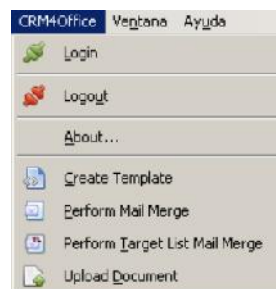 CRM4Office Ventana Ayuda
Login
Logout
About...
Create Template
Perform Mail Merge
Perform Target List Mail Merge
Upload Document